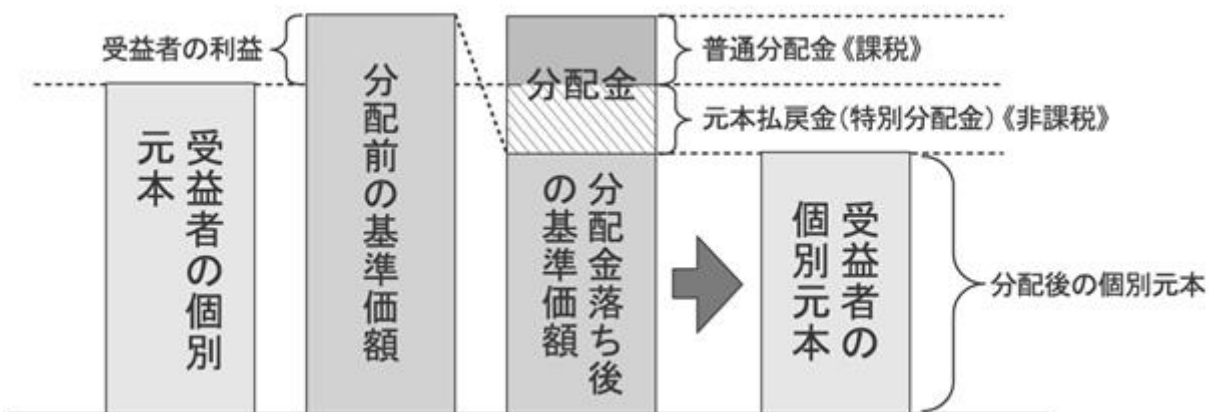 受益者の利益
普通分配金《課税》
分配金
元本払戻金(特別分配金)《非課税》
受益者の個別
元本
分配前の基準価額
分配金落ち後
の基準価額
受益者の
個別元本
分配後の個別元本